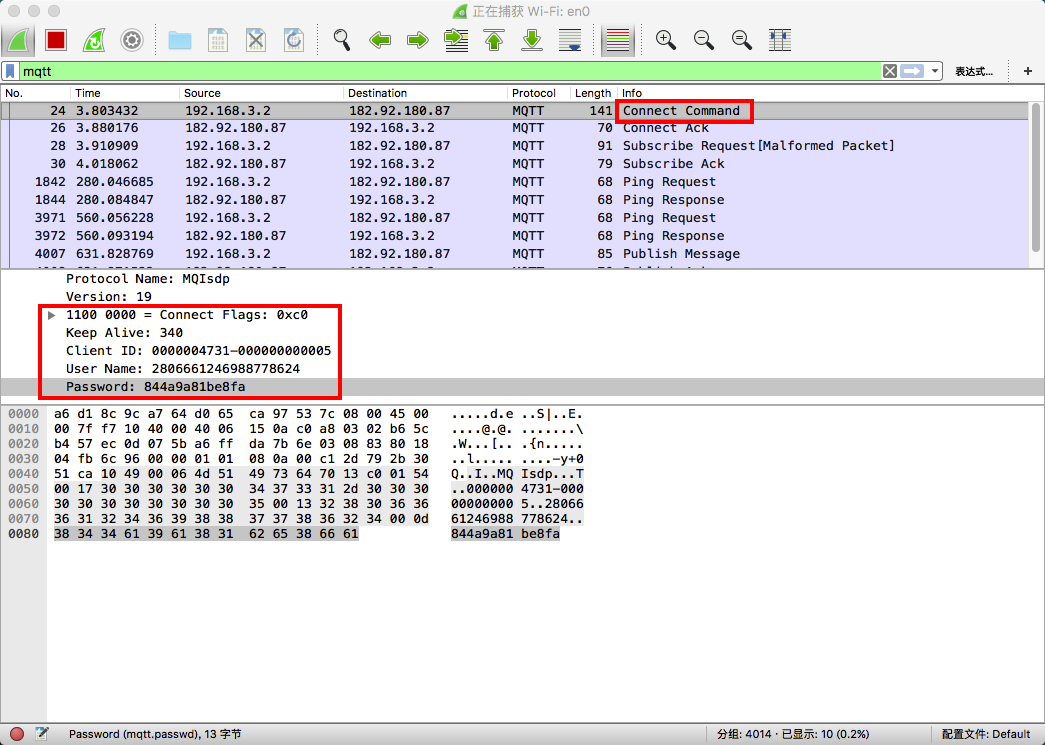 正在捕获 Wi-Fi: en0
mqtt
表达式...
+
No. Time Source Destination Protocol Length Info
24 3.803432 192.168.3.2 182.92.180.87 MQTT 141 Connect Command
26 3.880176 182.92.180.87 192.168.3.2 MQTT 70 Connect Ack
28 3.910909 192.168.3.2 182.92.180.87 MQTT 91 Subscribe Request[Malformed Packet]
30 4.018062 182.92.180.87 192.168.3.2 MQTT 79 Subscribe Ack
1842 280.046685 192.168.3.2 182.92.180.87 MQTT 68 Ping Request
1844 280.084847 182.92.180.87 192.168.3.2 MQTT 68 Ping Response
3971 560.056228 192.168.3.2 182.92.180.87 MQTT 68 Ping Request
3972 560.093194 182.92.180.87 192.168.3.2 MQTT 68 Ping Response
4007 631.828769 192.168.3.2 182.92.180.87 MQTT 85 Publish Message
Protocol Name: MQIsdp
Version: 19
1100 0000 = Connect Flags: 0xc0
Keep Alive: 340
Client ID: 0000004731-000000000005
User Name: 2806661246988778624
Password: 844a9a81be8fa
0000 a6 d1 8c 9c a7 64 d0 65 ca 97 53 7c 08 00 45 00 .....d.e ..S|..E.
0010 00 7f f7 10 40 00 40 06 15 0a c0 a8 03 02 b6 5c ....@.@. .......\
0020 b4 57 ec 0d 07 5b a6 ff da 7b 6e 03 08 83 80 18 .W...[.. .{n.....
0030 04 fb 6c 96 00 00 01 01 08 0a 00 c1 2d 79 2b 30 ..l..... ....-y+0
0040 51 ca 10 49 00 06 4d 51 49 73 64 70 13 c0 01 54 Q..I..MQ Isdp...T
0050 00 17 30 30 30 30 30 30 34 37 33 31 2d 30 30 30 ..000000 4731-000
0060 30 30 30 30 30 30 30 30 35 00 13 32 38 30 36 36 00000000 5..28066
0070 36 31 32 34 36 39 38 38 37 37 38 36 32 34 00 0d 61246988 778624..
0080 38 34 34 61 39 61 38 31 62 65 38 66 61 844a9a81 be8fa
Password (mqtt.passwd), 13 字节 分组: 4014 · 已显示: 10 (0.2%) 配置文件: Default